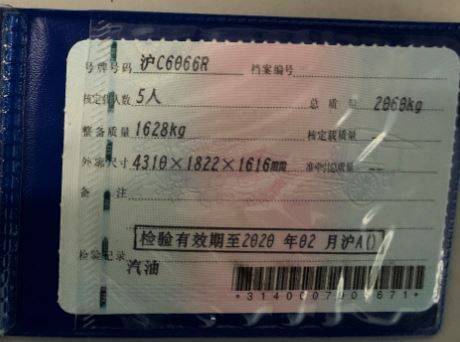 号牌号码 沪C6066R 档案编号
核定载人数 5人 总质量 2060kg
整备质量 1628kg 核定载质量 --
外廓尺寸 4310×1822×1616mm 准牵引总质量 --
备注
检验有效期至2020 年02 月沪A()
检验记录
汽油